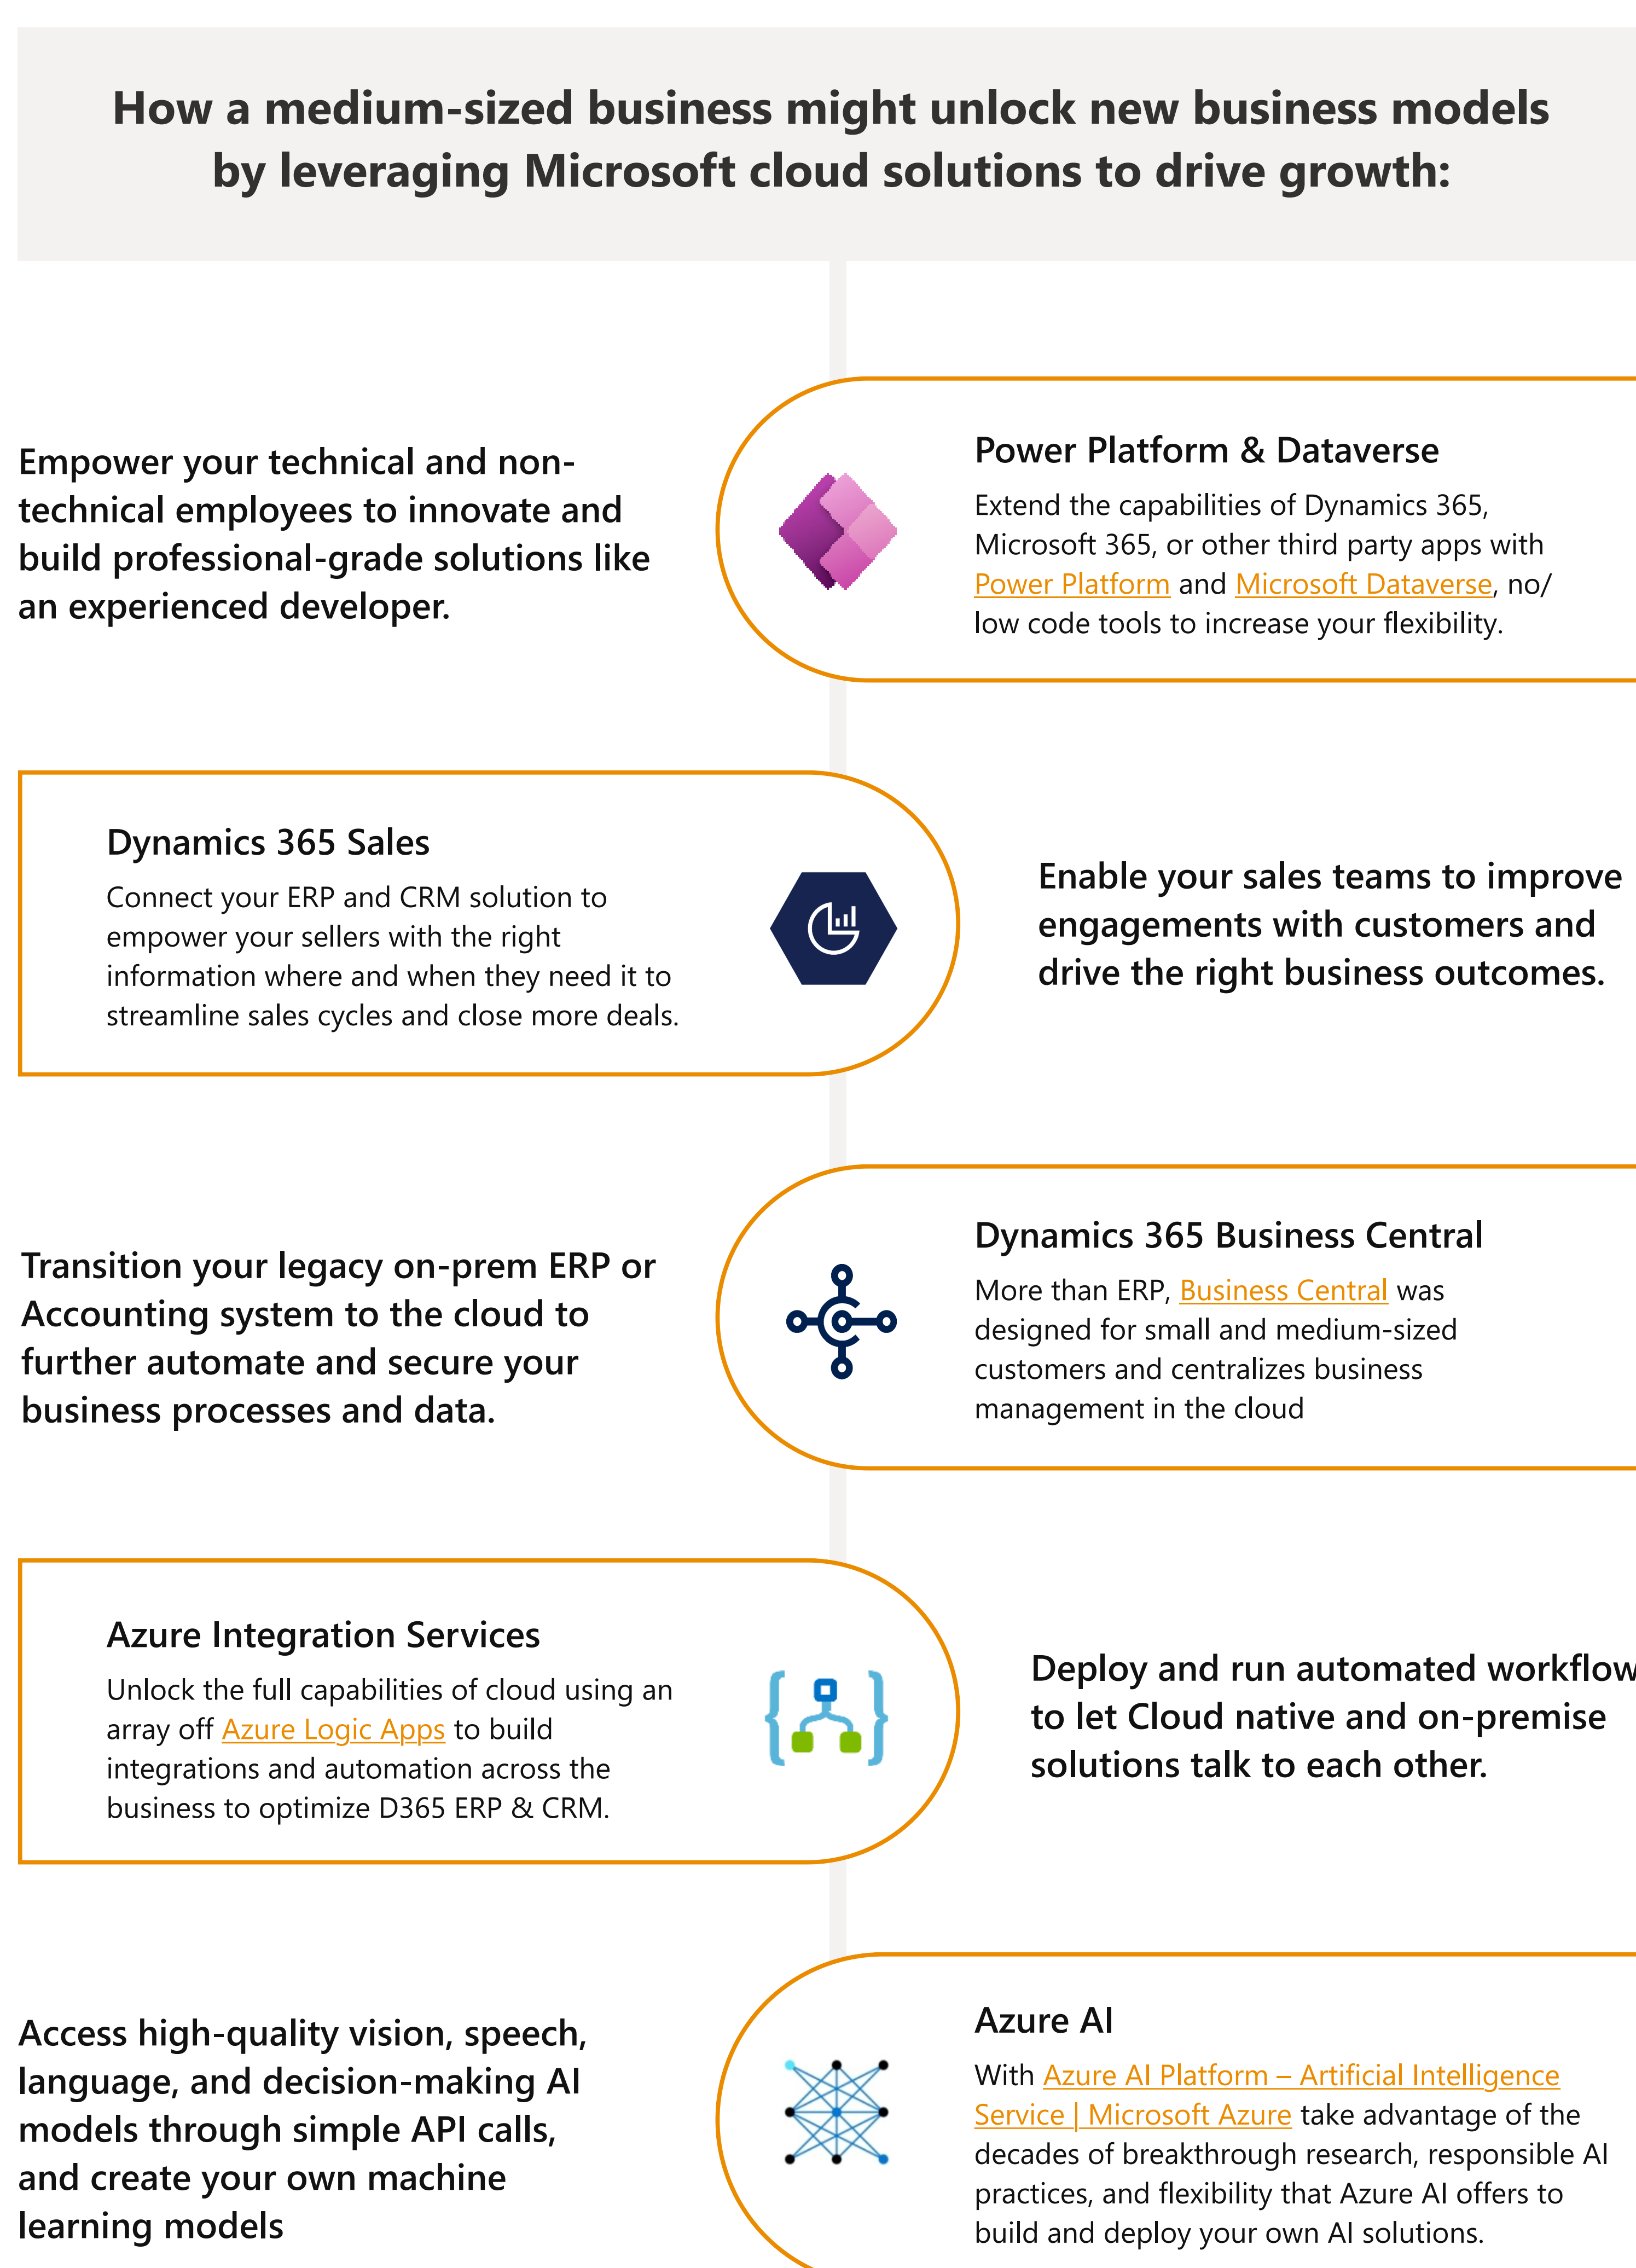 How a medium-sized business might unlock new business models
by leveraging Microsoft cloud solutions to drive growth:
Empower your technical and non-
technical employees to innovate and
build professional-grade solutions like
an experienced developer.
Power Platform & Dataverse
Extend the capabilities of Dynamics 365,
Microsoft 365, or other third party apps with
Power Platform and Microsoft Dataverse, no/
low code tools to increase your flexibility.
Dynamics 365 Sales
Connect your ERP and CRM solution to
empower your sellers with the right
information where and when they need it to
streamline sales cycles and close more deals.
Enable your sales teams to improve
engagements with customers and
drive the right business outcomes.
Transition your legacy on-prem ERP or
Accounting system to the cloud to
further automate and secure your
business processes and data.
Dynamics 365 Business Central
More than ERP, Business Central was
designed for small and medium-sized
customers and centralizes business
management in the cloud
Azure Integration Services
Unlock the full capabilities of cloud using an
array off Azure Logic Apps to build
integrations and automation across the
business to optimize D365 ERP & CRM.
Deploy and run automated workflow
to let Cloud native and on-premise
solutions talk to each other.
Access high-quality vision, speech,
language, and decision-making AI
models through simple API calls,
and create your own machine
learning models
Azure AI
With Azure AI Platform – Artificial Intelligence
Service | Microsoft Azure take advantage of the
decades of breakthrough research, responsible AI
practices, and flexibility that Azure AI offers to
build and deploy your own AI solutions.